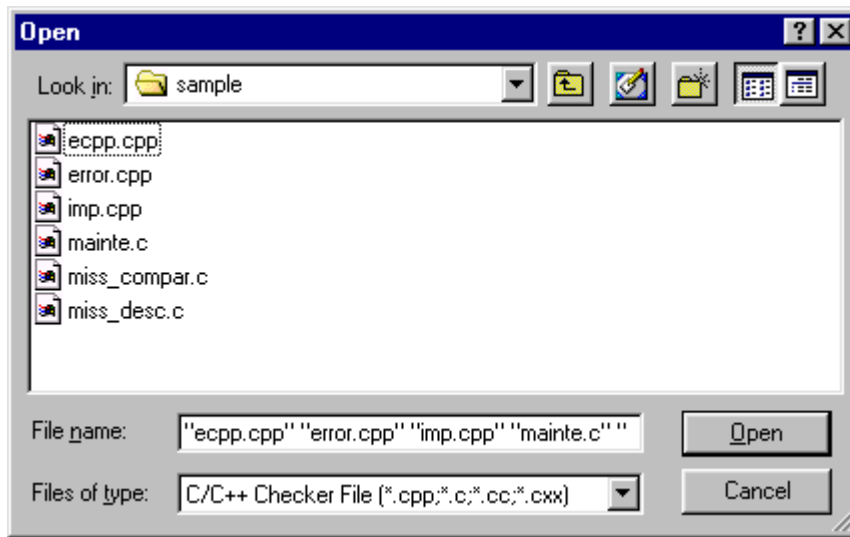 Open
Look in: sample
ecpp.cpp
error.cpp
imp.cpp
mainte.c
miss_compar.c
miss_desc.c
File name: "ecpp.cpp" "error.cpp" "imp.cpp" "mainte.c" " Open
Files of type: C/C++ Checker File (*.cpp;*.c;*.cc;*.cxx) Cancel